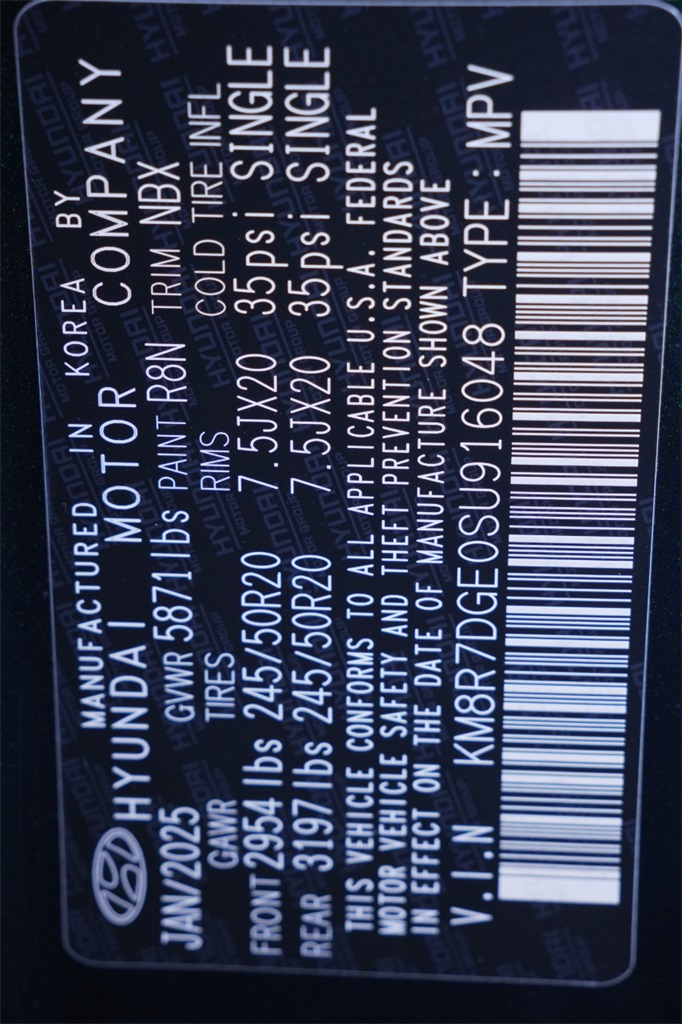 MANUFACTURED IN KOREA BY
HYUNDAI MOTOR COMPANY
JAN/2025 GVWR 5871lbs PAINT R8N TRIM NBX
GAWR TIRES RIMS COLD TIRE INFL
FRONT 2954 lbs 245/50R20 7.5JX20 35psi SINGLE
REAR 3197 lbs 245/50R20 7.5JX20 35psi SINGLE
THIS VEHICLE CONFORMS TO ALL APPLICABLE U.S.A. FEDERAL
MOTOR VEHICLE SAFETY AND THEFT PREVENTION STANDARDS
IN EFFECT ON THE DATE OF MANUFACTURE SHOWN ABOVE
V.I.N KM8R7DGE0SU916048 TYPE: MPV